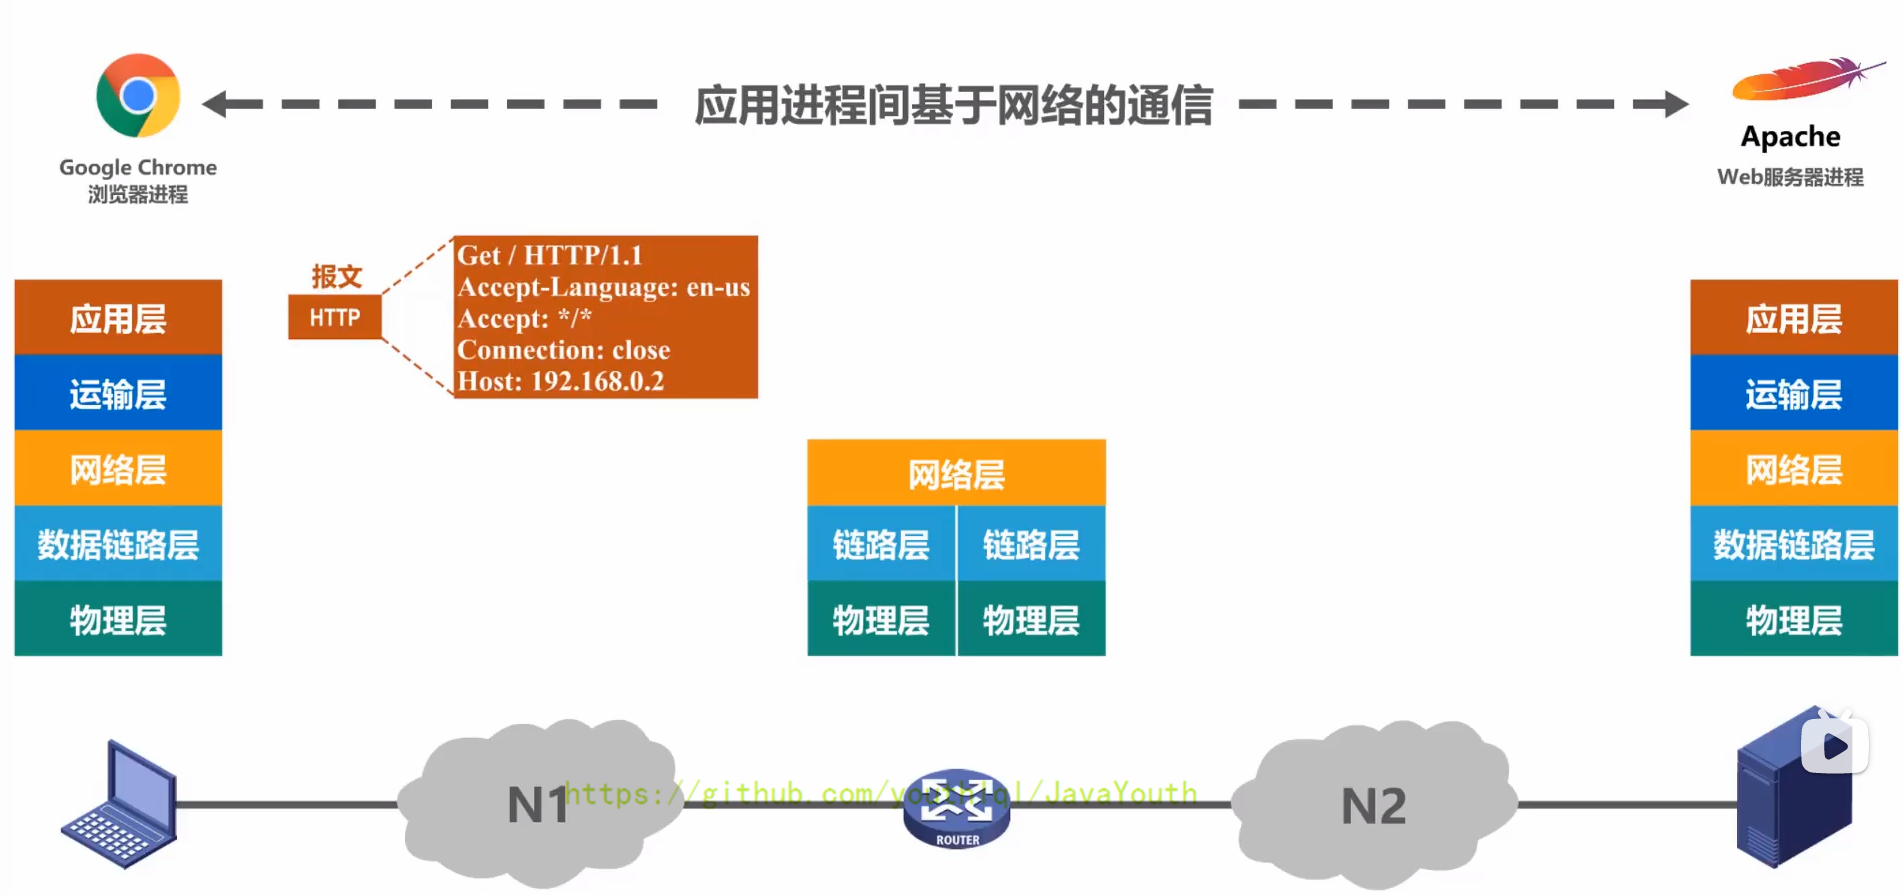 应用进程间基于网络的通信
Google Chrome
浏览器进程
Apache
Web服务器进程
报文
HTTP
Get / HTTP/1.1
Accept-Language: en-us
Accept: */*
Connection: close
Host: 192.168.0.2
应用层
运输层
网络层
数据链路层
物理层
网络层
链路层 链路层
物理层 物理层
应用层
运输层
网络层
数据链路层
物理层
N1
https://github.com/youthlql/JavaYouth
ROUTER
N2